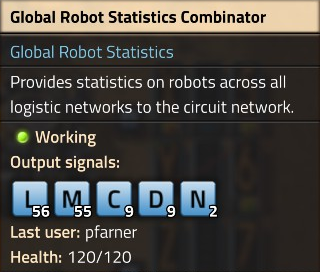 Global Robot Statistics Combinator
Global Robot Statistics
Provides statistics on robots across all
logistic networks to the circuit network.
Working
Output signals:
L 56 M 55 C 9 D 9 N 2
Last user: pfarner
Health: 120/120